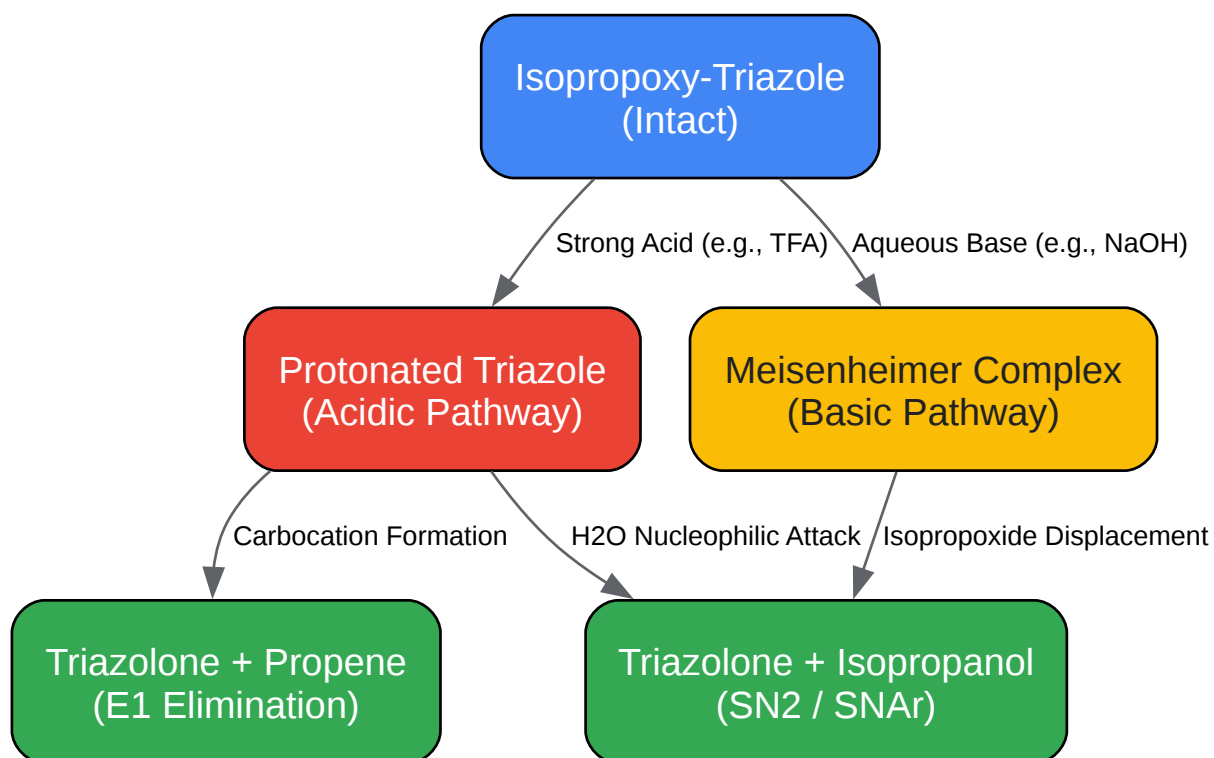 Isopropoxy-Triazole
(Intact)
Strong Acid (e.g., TFA)
Aqueous Base (e.g., NaOH)
Protonated Triazole
(Acidic Pathway)
Meisenheimer Complex
(Basic Pathway)
Carbocation Formation
H2O Nucleophilic Attack
Isopropoxide Displacement
Triazolone + Propene
(E1 Elimination)
Triazolone + Isopropanol
(SN2 / SNAr)